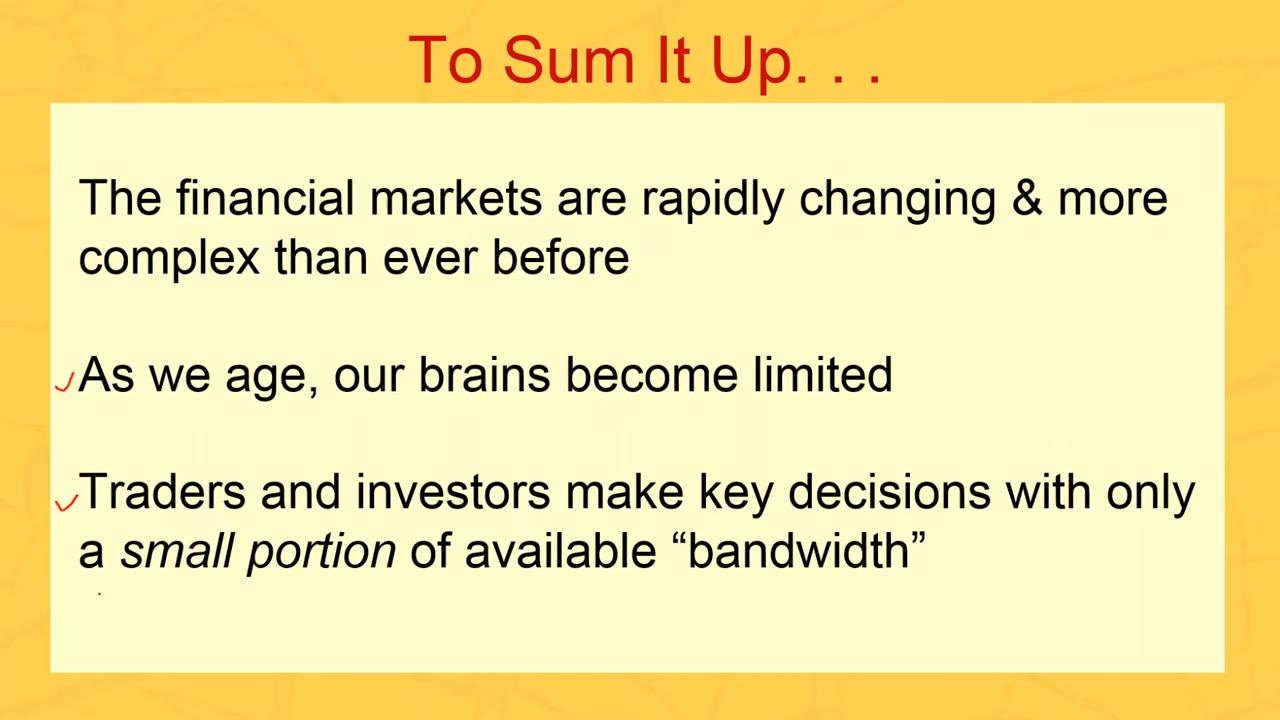 To Sum It Up. . .
The financial markets are rapidly changing & more
complex than ever before
As we age, our brains become limited
Traders and investors make key decisions with only
a small portion of available “bandwidth”